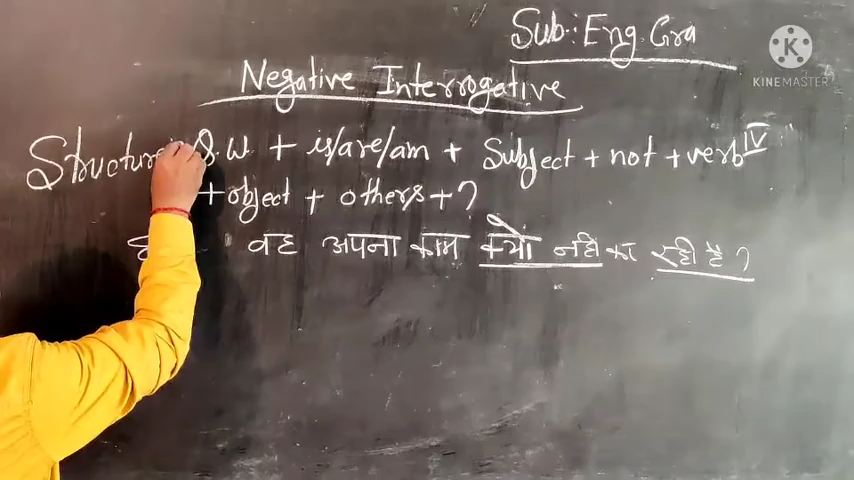 Sub: Eng. Gra
KINEMASTER
Negative Interrogative
Structure Q.W + is/are/am + Subject + not + verb IV
+ object + others + ?
वह अपना काम क्यों नहीं का रही है ?